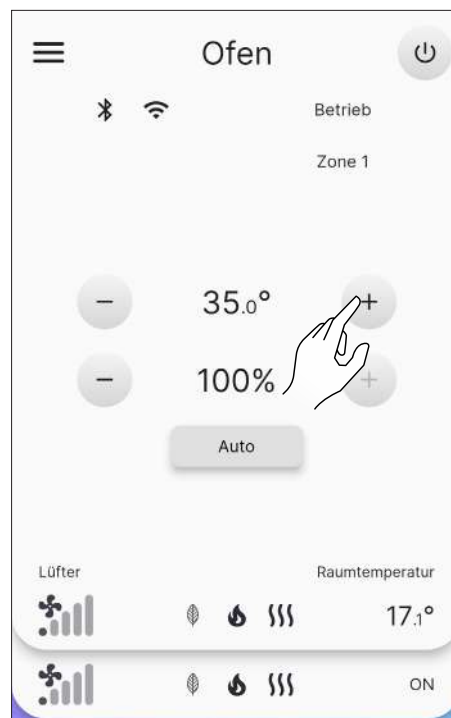 Ofen
Betrieb
Zone 1
− 35.0° +
− 100% +
Auto
Lüfter Raumtemperatur
17.1°
ON